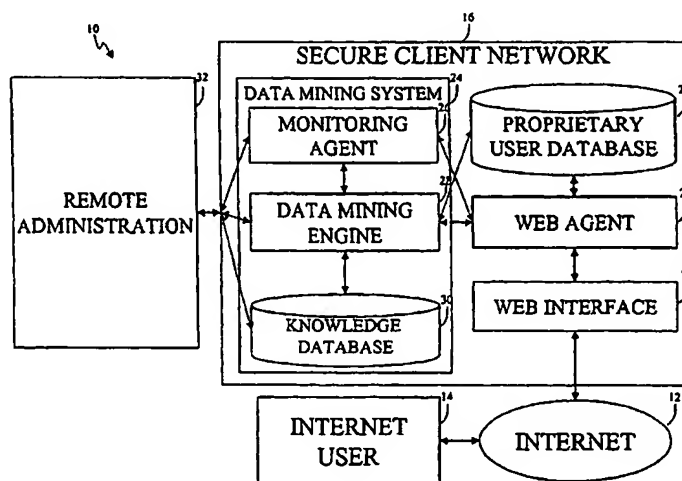 10
16
SECURE CLIENT NETWORK
32
DATA MINING SYSTEM
24
MONITORING
AGENT
PROPRIETARY
USER DATABASE
REMOTE
ADMINISTRATION
DATA MINING
ENGINE
WEB AGENT
WEB INTERFACE
30
KNOWLEDGE
DATABASE
14
INTERNET
USER
INTERNET
12